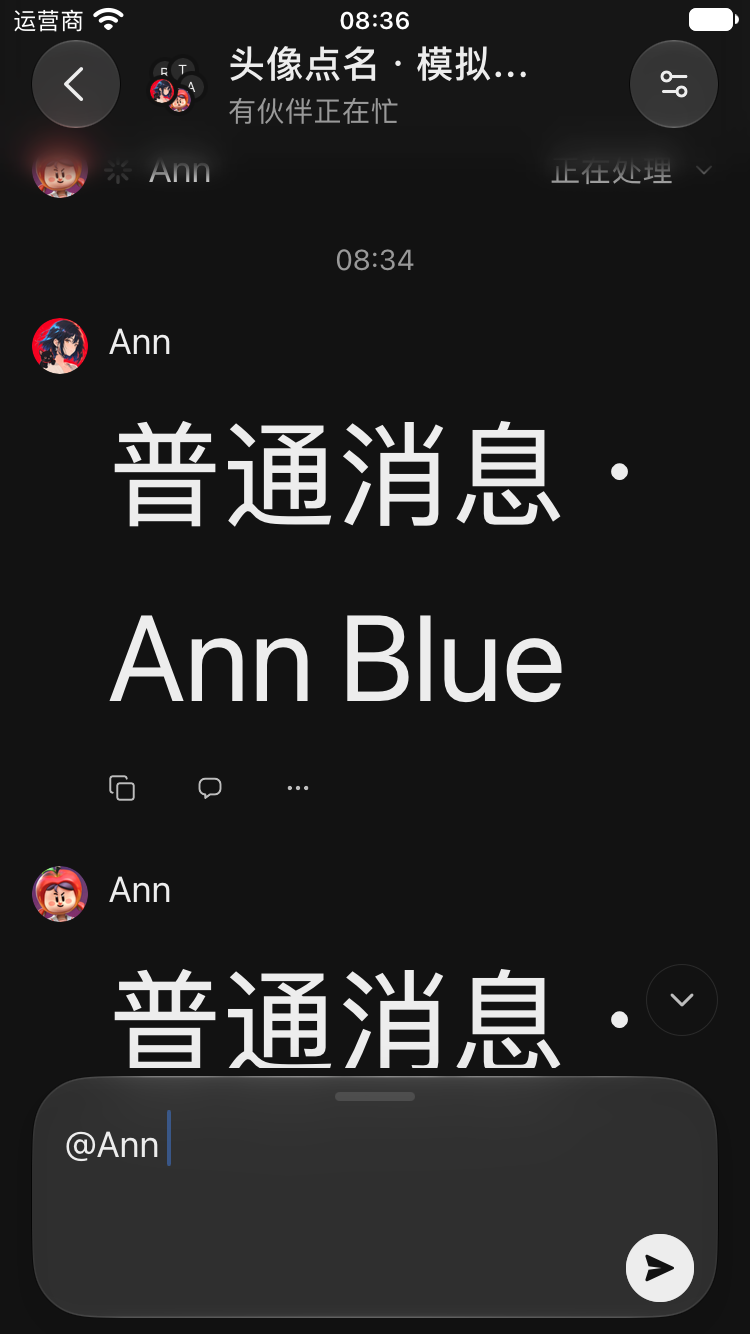 运营商
08:36
头像点名 · 模拟...
有伙伴正在忙
T
A
Ann
正在处理
08:34
Ann
普通消息 ·
Ann Blue
Ann
普通消息 ·
@Ann